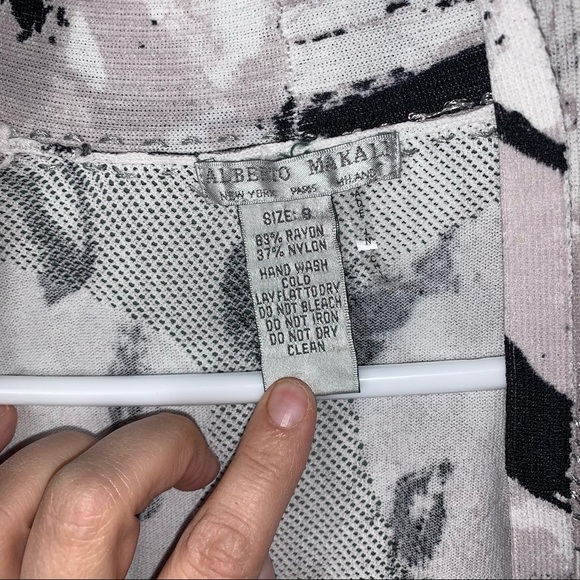 ALBERTO MAKALI
NEW YORK PARIS MILANO
SIZE: 8
63% RAYON
37% NYLON
HAND WASH
COLD
LAY FLAT TO DRY
DO NOT BLEACH
DO NOT IRON
DO NOT DRY
CLEAN